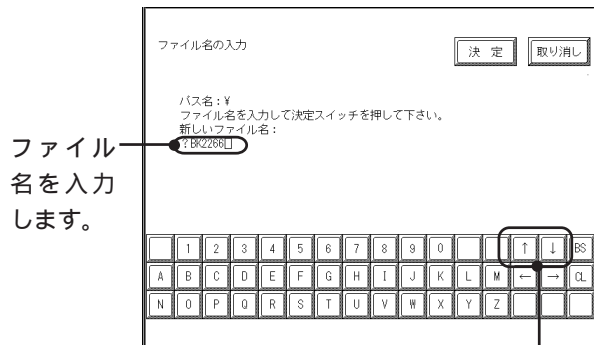 ファイル名の入力
決 定
取り消し
パス名：¥
ファイル名を入力して決定スイッチを押して下さい。
新しいファイル名：
?BK2266□
ファイル
名を入力
します。
1 2 3 4 5 6 7 8 9 0 ↑ ↓ BS
A B C D E F G H I J K L M ← → CL
N O P Q R S T U V W X Y Z